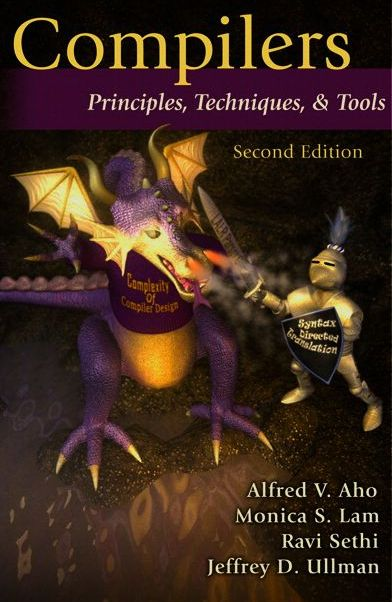 Compilers
Principles, Techniques, & Tools
Second Edition
Complexity
Of
Compiler Design
Syntax
Directed
Translation
Alfred V. Aho
Monica S. Lam
Ravi Sethi
Jeffrey D. Ullman